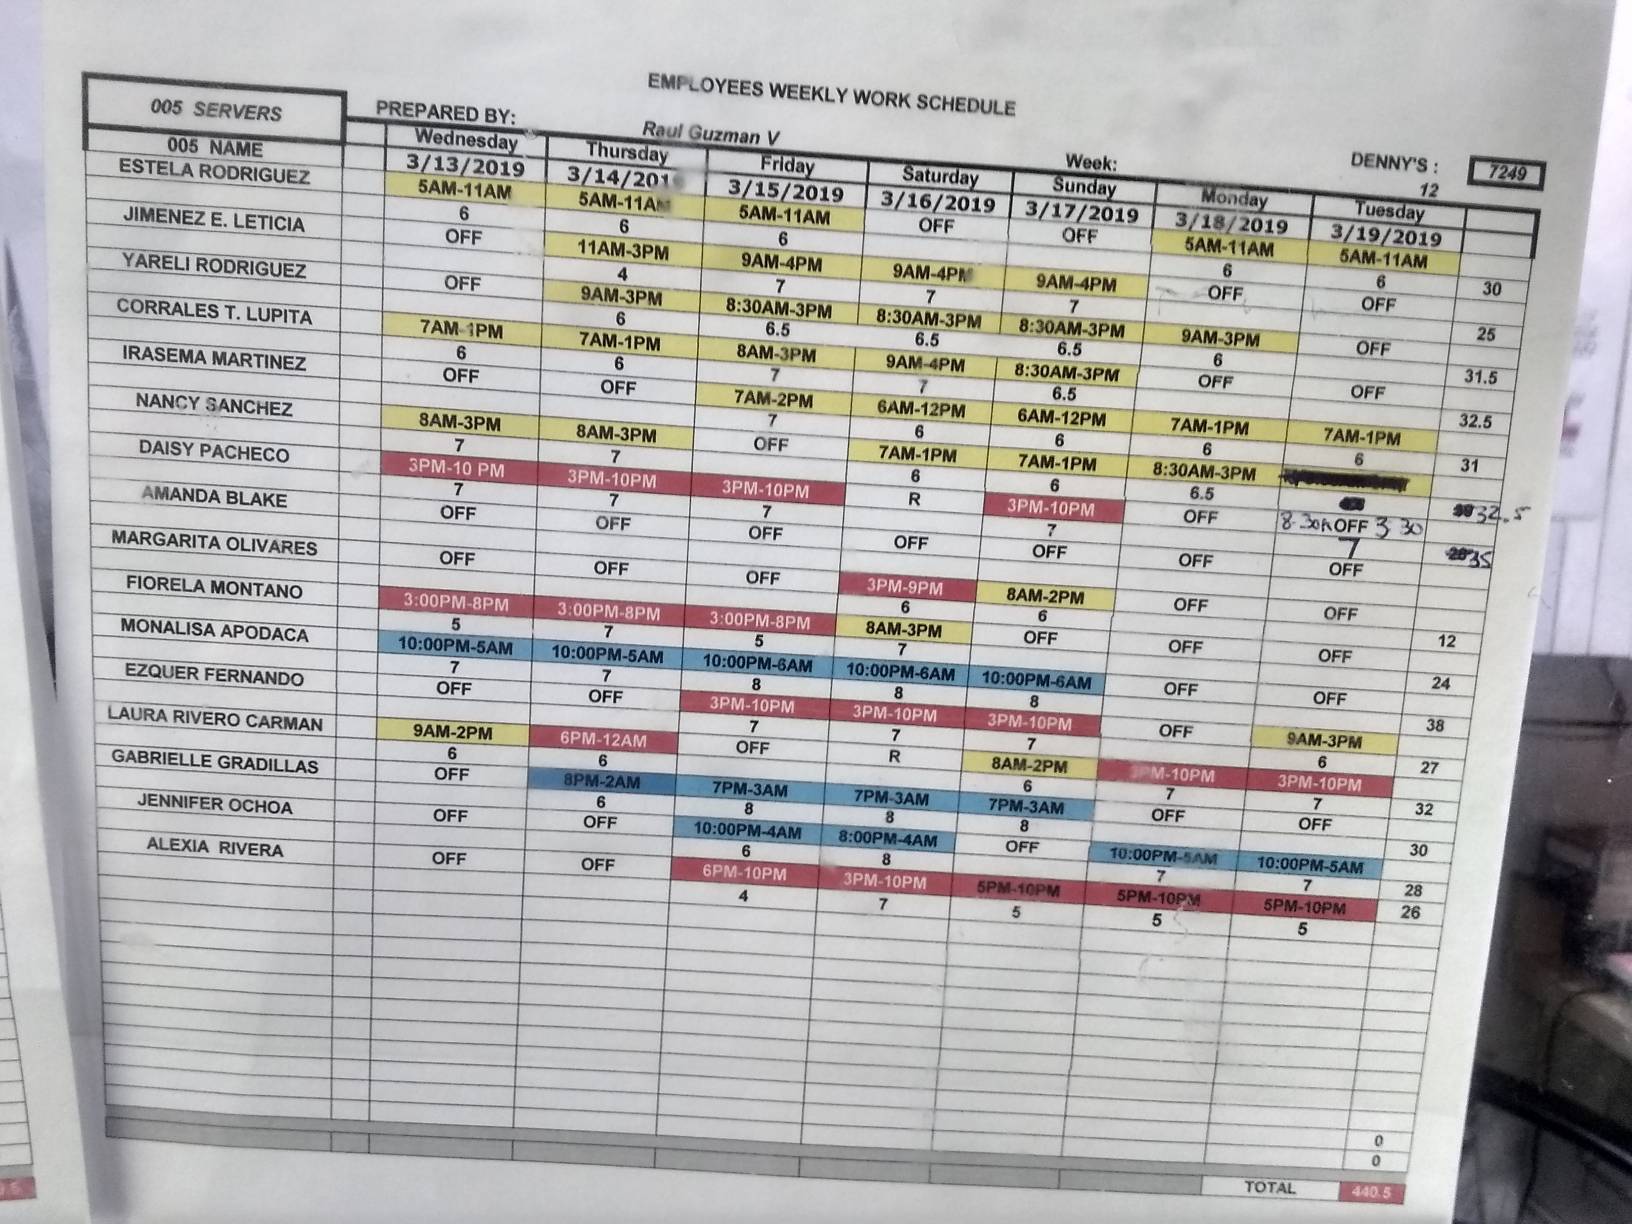 EMPLOYEES WEEKLY WORK SCHEDULE
005 SERVERS PREPARED BY: Raul Guzman V Week: 12 DENNY'S : 7249
Wednesday Thursday Friday Saturday Sunday Monday Tuesday
005 NAME 3/13/2019 3/14/201 3/15/2019 3/16/2019 3/17/2019 3/18/2019 3/19/2019
ESTELA RODRIGUEZ 5AM-11AM 5AM-11AM 5AM-11AM OFF OFF 5AM-11AM 5AM-11AM
6 6 6 6 6 30
JIMENEZ E. LETICIA OFF 11AM-3PM 9AM-4PM 9AM-4PM 9AM-4PM OFF OFF
4 7 7 7 25
YARELI RODRIGUEZ OFF 9AM-3PM 8:30AM-3PM 8:30AM-3PM 8:30AM-3PM 9AM-3PM OFF
6 6.5 6.5 6.5 6 31.5
CORRALES T. LUPITA 7AM-1PM 7AM-1PM 8AM-3PM 9AM-4PM 8:30AM-3PM OFF OFF
6 6 7 7 6.5 32.5
IRASEMA MARTINEZ OFF OFF 7AM-2PM 6AM-12PM 6AM-12PM 7AM-1PM 7AM-1PM
7 6 6 6 6 31
NANCY SANCHEZ 8AM-3PM 8AM-3PM OFF 7AM-1PM 7AM-1PM 8:30AM-3PM
7 7 6 6 6.5 32.5
DAISY PACHECO 3PM-10 PM 3PM-10PM 3PM-10PM R 3PM-10PM OFF 8:30A OFF 3 30
7 7 7 7 7 35
AMANDA BLAKE OFF OFF OFF OFF OFF OFF OFF
MARGARITA OLIVARES OFF OFF OFF 3PM-9PM 8AM-2PM OFF OFF
6 6 12
FIORELA MONTANO 3:00PM-8PM 3:00PM-8PM 3:00PM-8PM 8AM-3PM OFF OFF OFF
5 7 5 7 24
MONALISA APODACA 10:00PM-5AM 10:00PM-5AM 10:00PM-6AM 10:00PM-6AM 10:00PM-6AM OFF OFF
7 7 8 8 8 38
EZQUER FERNANDO OFF OFF 3PM-10PM 3PM-10PM 3PM-10PM OFF 9AM-3PM
7 7 7 6 27
LAURA RIVERO CARMAN 9AM-2PM 6PM-12AM OFF R 8AM-2PM 3PM-10PM 3PM-10PM
6 6 6 7 7 32
GABRIELLE GRADILLAS OFF 8PM-2AM 7PM-3AM 7PM-3AM 7PM-3AM OFF OFF
6 8 8 8 30
JENNIFER OCHOA OFF OFF 10:00PM-4AM 8:00PM-4AM OFF 10:00PM-5AM 10:00PM-5AM
6 8 7 7 28
ALEXIA RIVERA OFF OFF 6PM-10PM 3PM-10PM 5PM-10PM 5PM-10PM 5PM-10PM 26
4 7 5 5 5
0
0
TOTAL 440.5